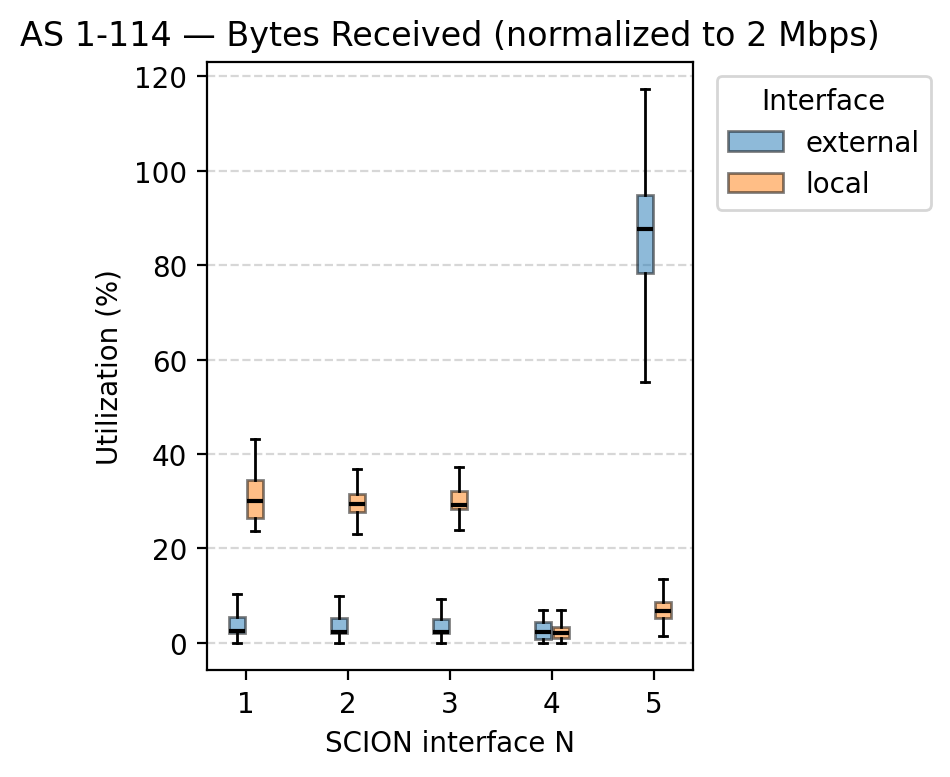 AS 1-114 — Bytes Received (normalized to 2 Mbps)
120
100
80
60
40
20
0
Utilization (%)
1 2 3 4 5
SCION interface N
Interface
external
local